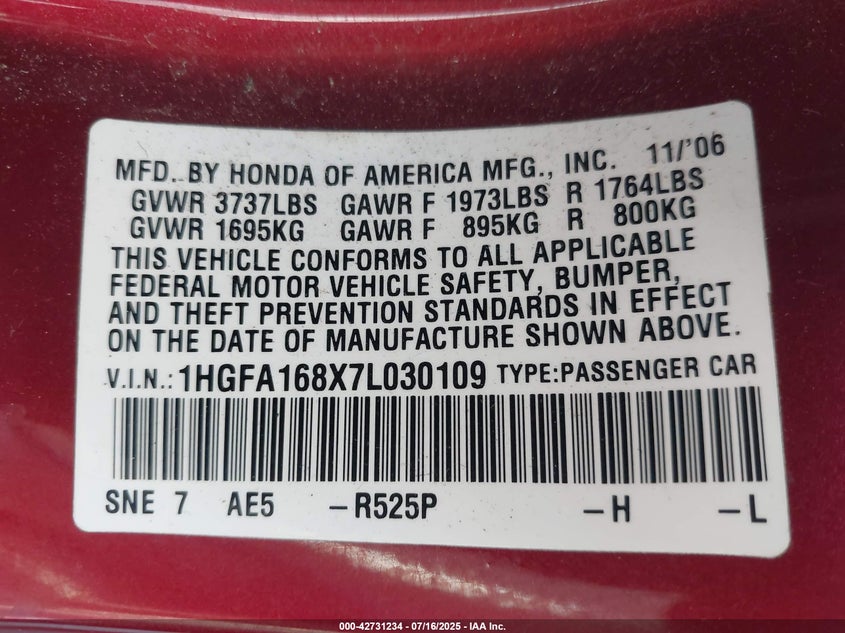 MFD. BY HONDA OF AMERICA MFG., INC. 11/'06
GVWR 3737LBS GAWR F 1973LBS R 1764LBS
GVWR 1695KG GAWR F 895KG R 800KG
THIS VEHICLE CONFORMS TO ALL APPLICABLE
FEDERAL MOTOR VEHICLE SAFETY, BUMPER,
AND THEFT PREVENTION STANDARDS IN EFFECT
ON THE DATE OF MANUFACTURE SHOWN ABOVE.
V.I.N.: 1HGFA168X7L030109 TYPE:PASSENGER CAR
SNE 7 AE5 -R525P -H -L
000-42731234 - 07/16/2025 - IAA Inc.